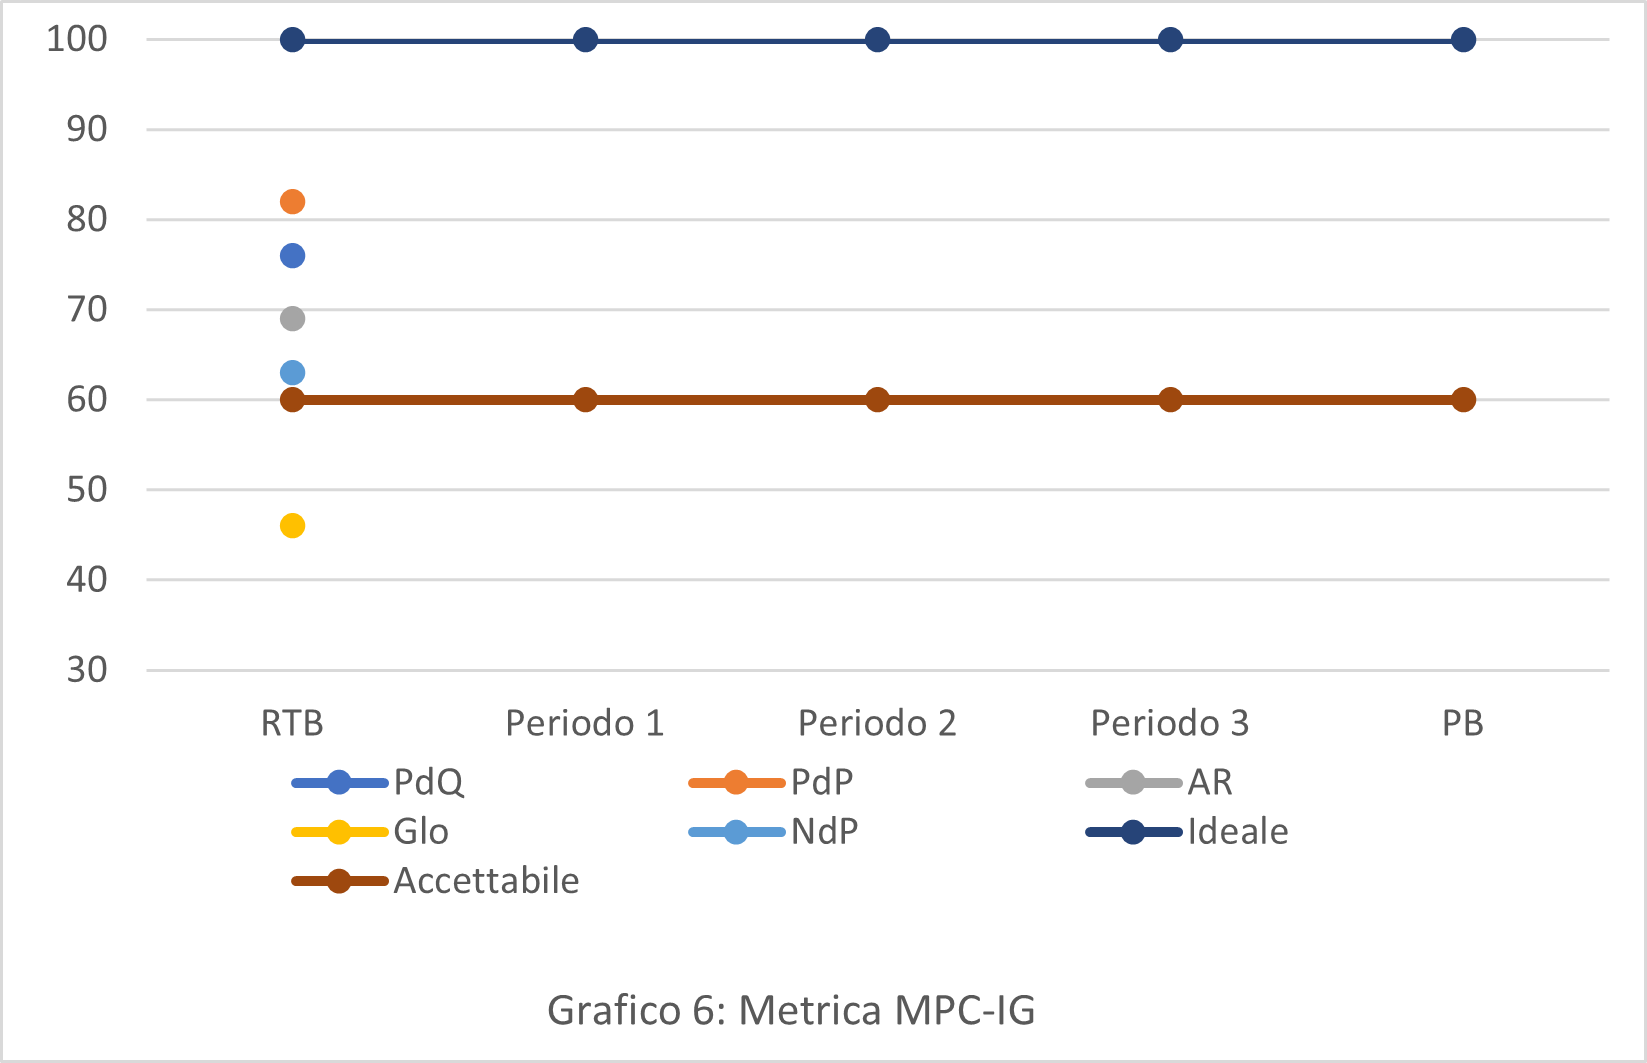 100
90
80
70
60
50
40
30
RTB Periodo 1 Periodo 2 Periodo 3 PB
PdQ PdP AR
Glo NdP Ideale
Accettabile
Grafico 6: Metrica MPC-IG